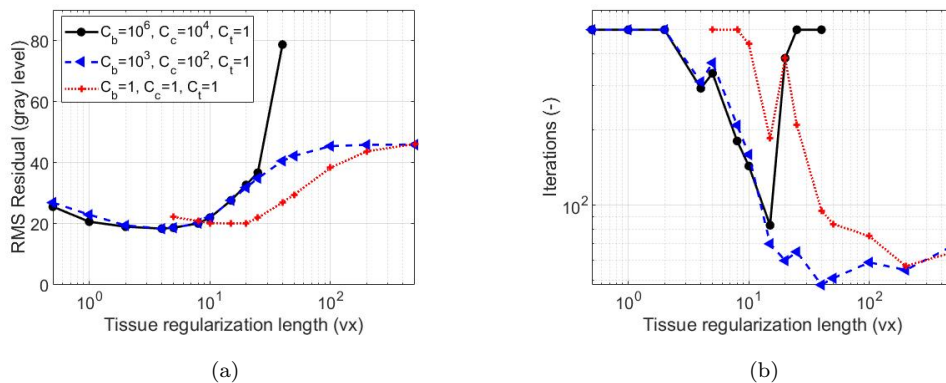 80
60
40
20
0
RMS Residual (gray level)
C_b=10^6, C_c=10^4, C_t=1
C_b=10^3, C_c=10^2, C_t=1
C_b=1, C_c=1, C_t=1
10^0 10^1 10^2
Tissue regularization length (vx)
(a)
10^2
Iterations (-)
10^0 10^1 10^2
Tissue regularization length (vx)
(b)